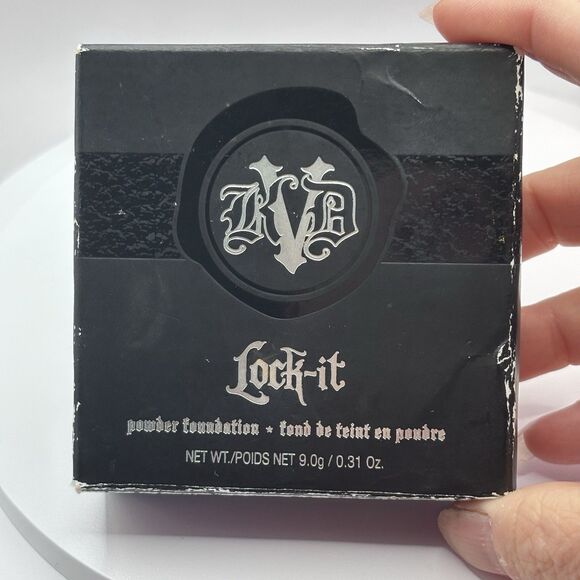 KVD
Lock-it
powder foundation ★ fond de teint en poudre
NET WT./POIDS NET 9.0g / 0.31 Oz.